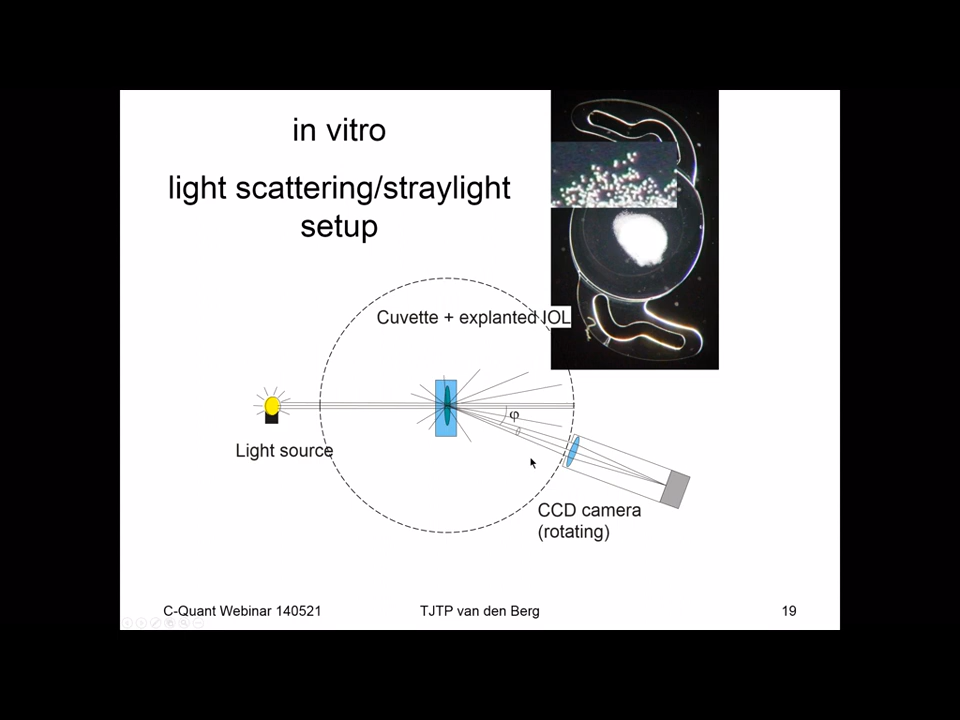 in vitro
light scattering/straylight
setup
Cuvette + explanted IOL
φ
Light source
CCD camera
(rotating)
C-Quant Webinar 140521
TJTP van den Berg
19